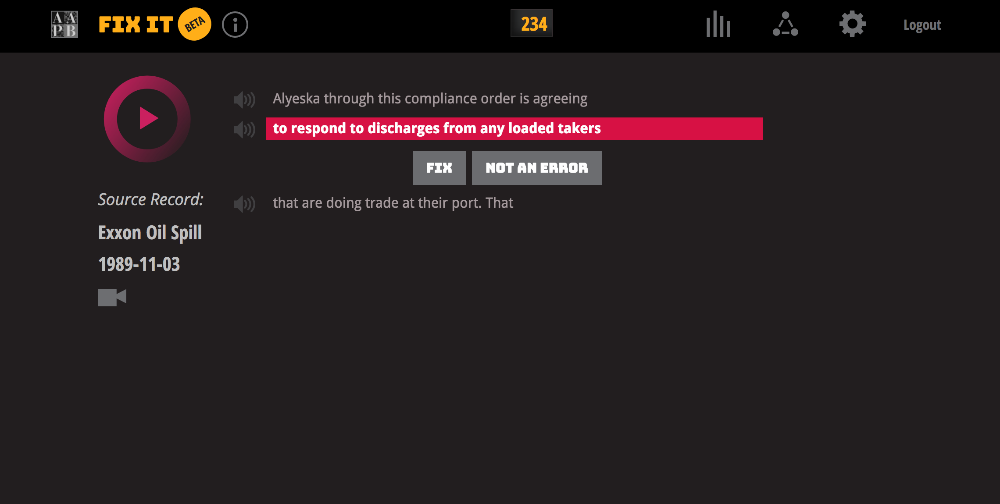 AAPB FIX IT BETA i 234 Logout
Alyeska through this compliance order is agreeing
to respond to discharges from any loaded takers
FIX NOT AN ERROR
that are doing trade at their port. That
Source Record:
Exxon Oil Spill
1989-11-03